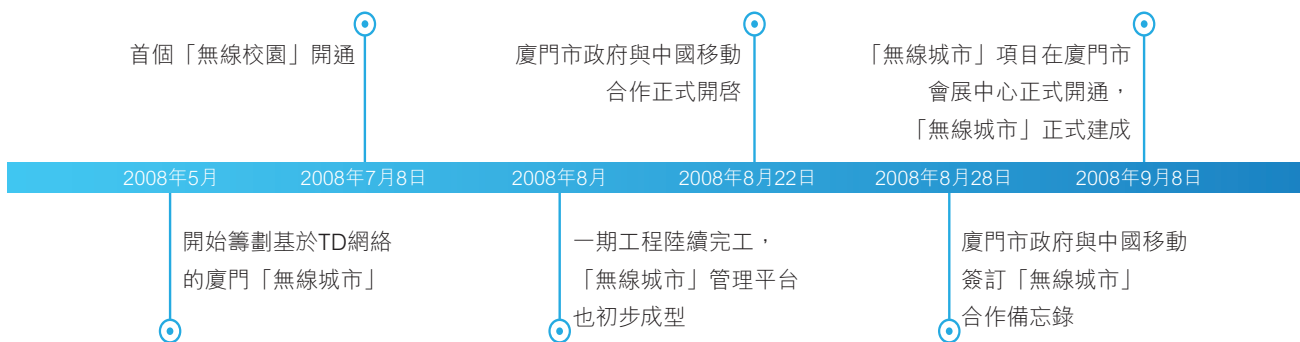 首個「無線校園」開通
廈門市政府與中國移動
合作正式開啓
「無線城市」項目在廈門市
會展中心正式開通，
「無線城市」正式建成
2008年5月
2008年7月8日
2008年8月
2008年8月22日
2008年8月28日
2008年9月8日
開始籌劃基於TD網絡
的廈門「無線城市」
一期工程陸續完工，
「無線城市」管理平台
也初步成型
廈門市政府與中國移動
簽訂「無線城市」
合作備忘錄